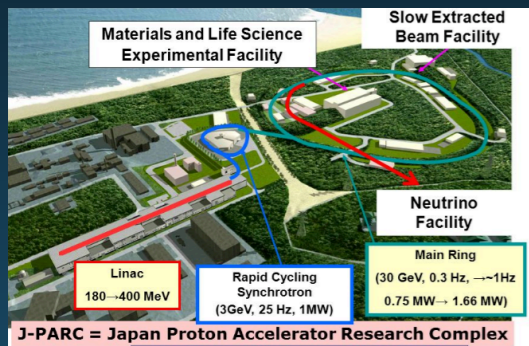 Materials and Life Science
Experimental Facility
Slow Extracted
Beam Facility
Neutrino
Facility
Linac
180→400 MeV
Rapid Cycling
Synchrotron
(3GeV, 25 Hz, 1MW)
Main Ring
(30 GeV, 0.3 Hz, →~1Hz
0.75 MW→ 1.66 MW)
J-PARC = Japan Proton Accelerator Research Complex